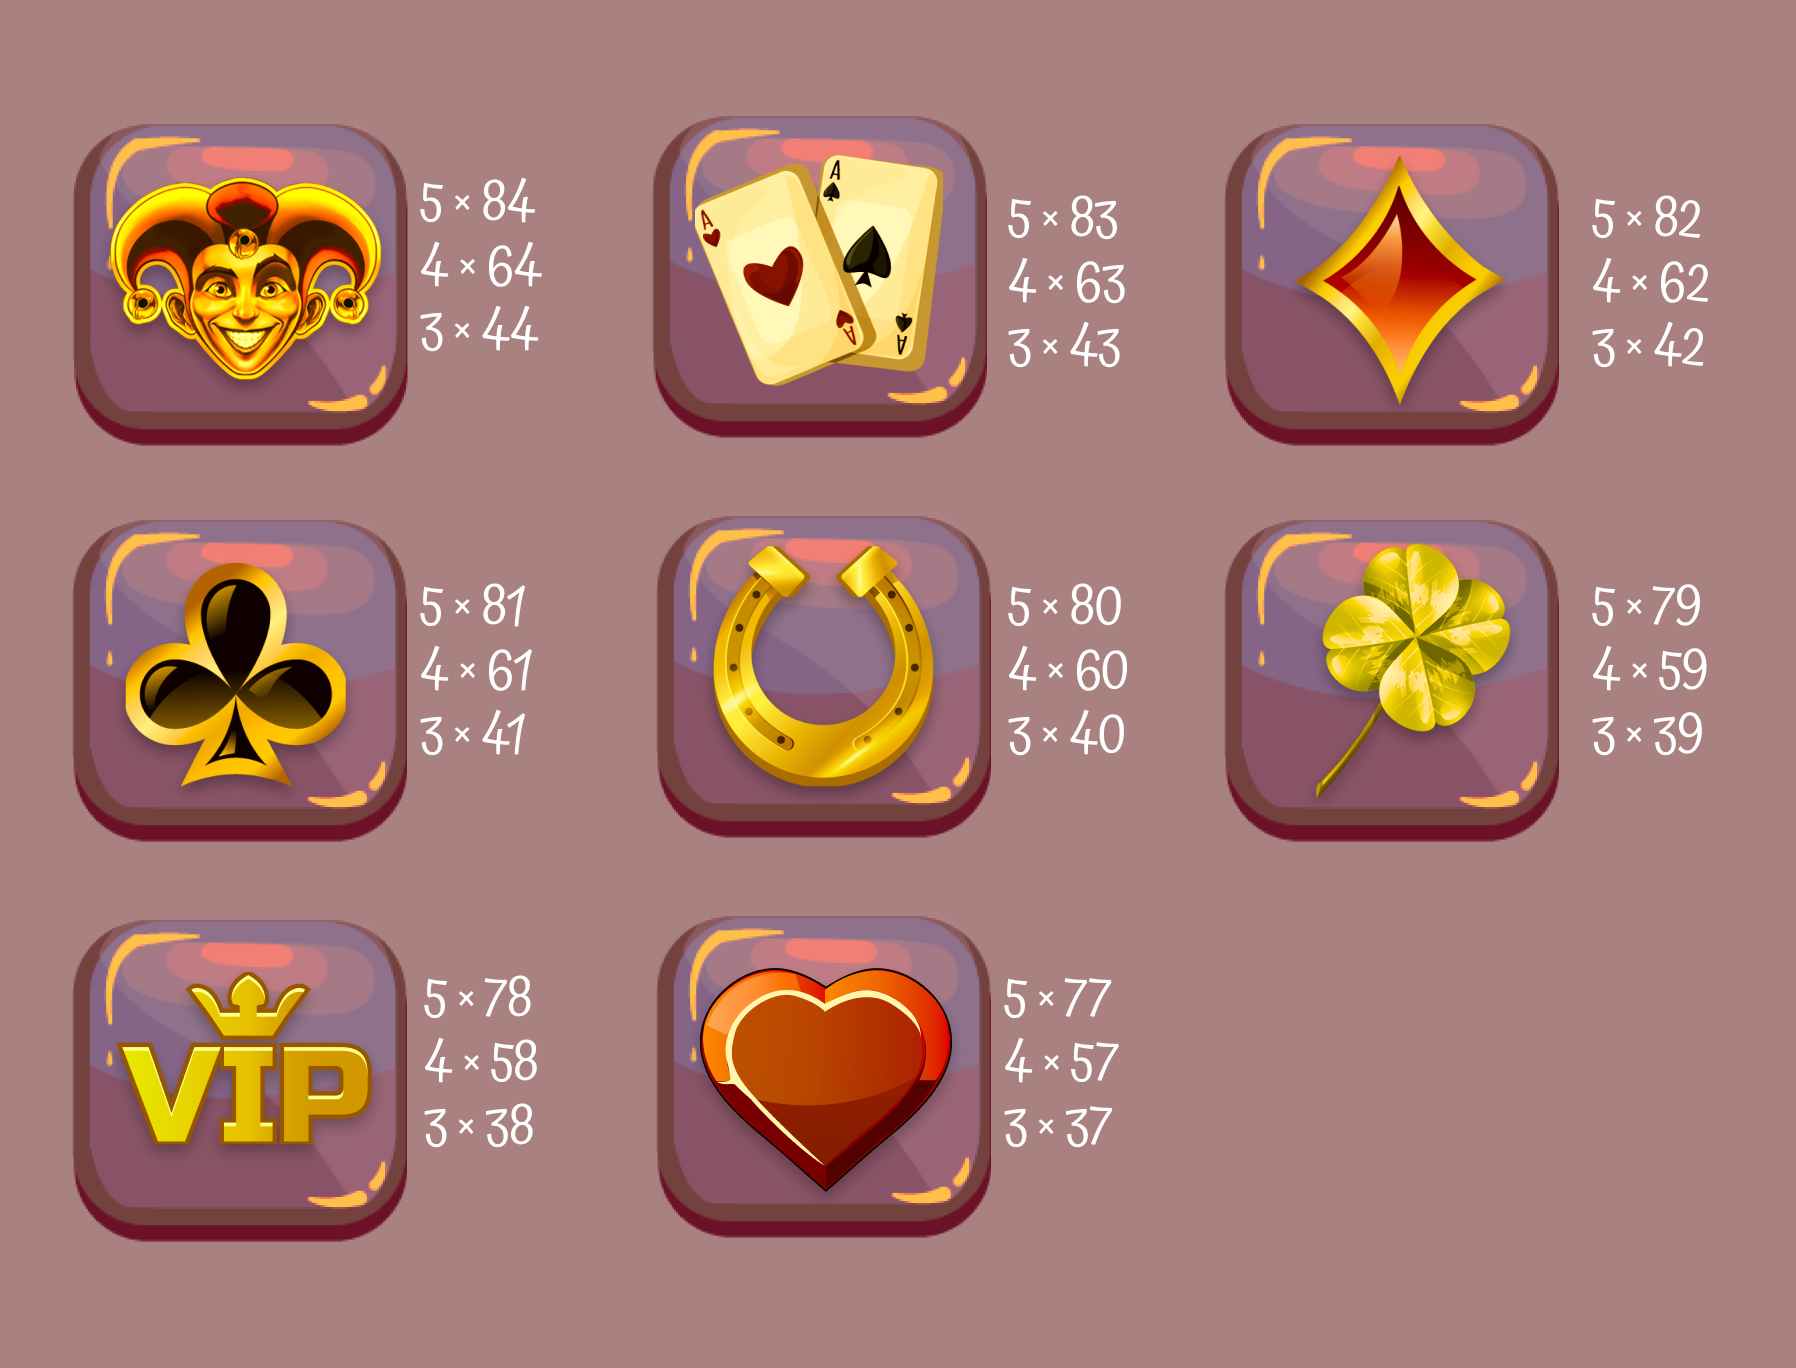 5 × 84
4 × 64
3 × 44
A
A
A
A
5 × 83
4 × 63
3 × 43
5 × 82
4 × 62
3 × 42
5 × 81
4 × 61
3 × 41
5 × 80
4 × 60
3 × 40
5 × 79
4 × 59
3 × 39
VIP
5 × 78
4 × 58
3 × 38
5 × 77
4 × 57
3 × 37